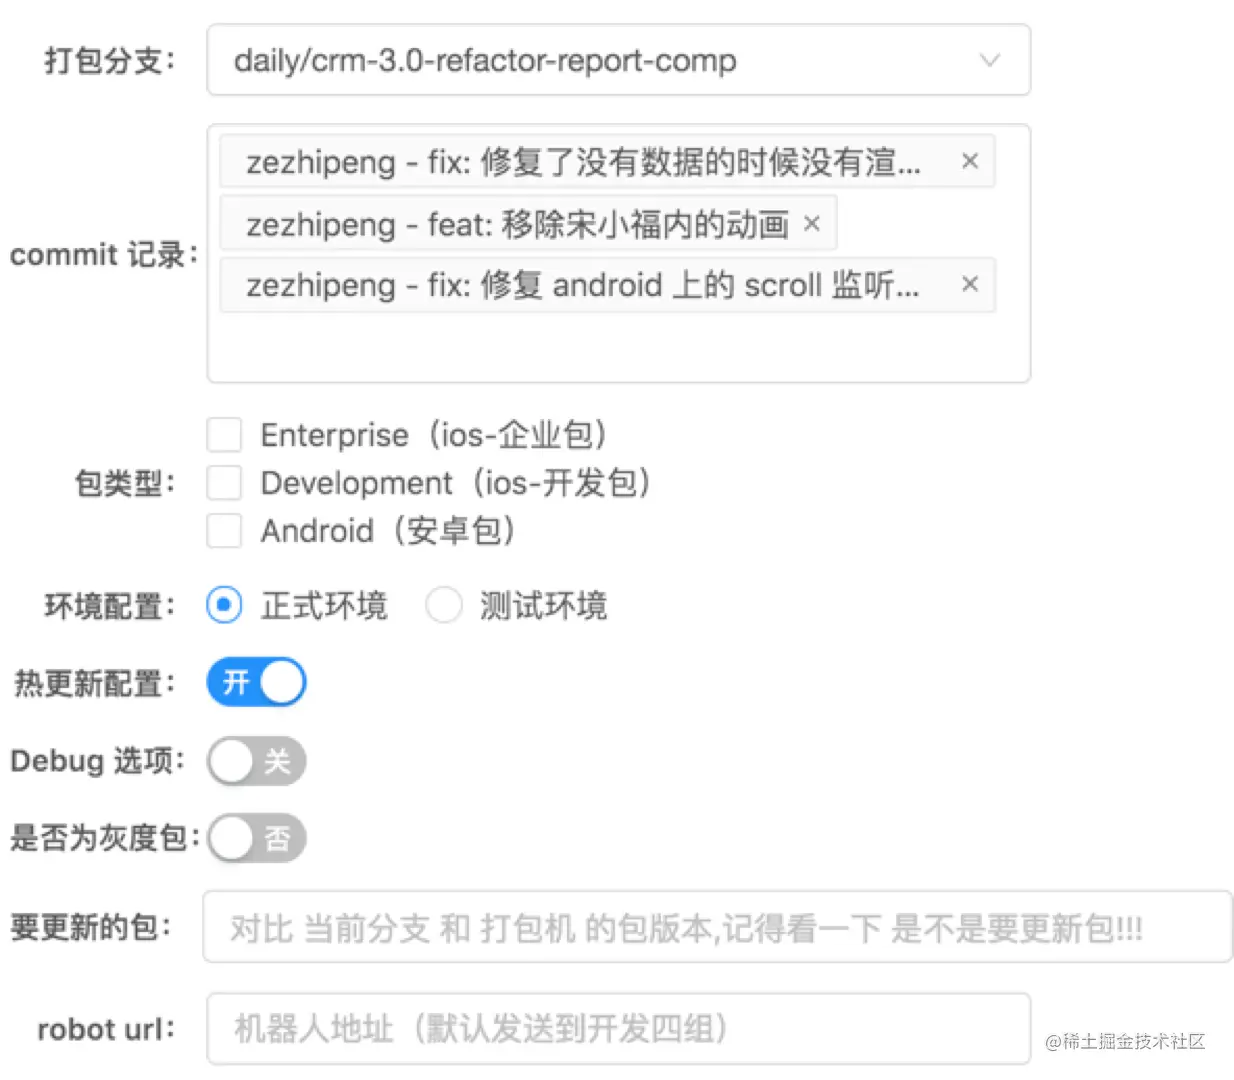 打包分支： daily/crm-3.0-refactor-report-comp
zezhipeng - fix: 修复了没有数据的时候没有渲... ×
zezhipeng - feat: 移除宋小福内的动画 ×
commit 记录：
zezhipeng - fix: 修复 android 上的 scroll 监听... ×
Enterprise（ios-企业包）
包类型： Development（ios-开发包）
Android（安卓包）
环境配置： 正式环境 测试环境
热更新配置： 开
Debug 选项： 关
是否为灰度包： 否
要更新的包： 对比 当前分支 和 打包机 的包版本,记得看一下 是不是要更新包!!!
robot url： 机器人地址（默认发送到开发四组）
@稀土掘金技术社区